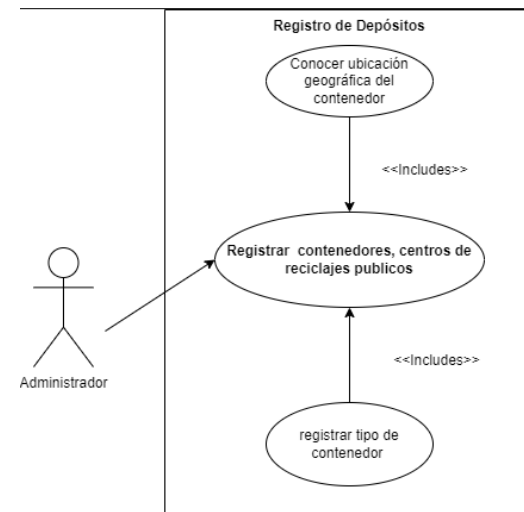 Registro de Depósitos
Conocer ubicación
geográfica del
contenedor
<<Includes>>
Registrar contenedores, centros de
reciclajes publicos
<<Includes>>
Administrador
registrar tipo de
contenedor